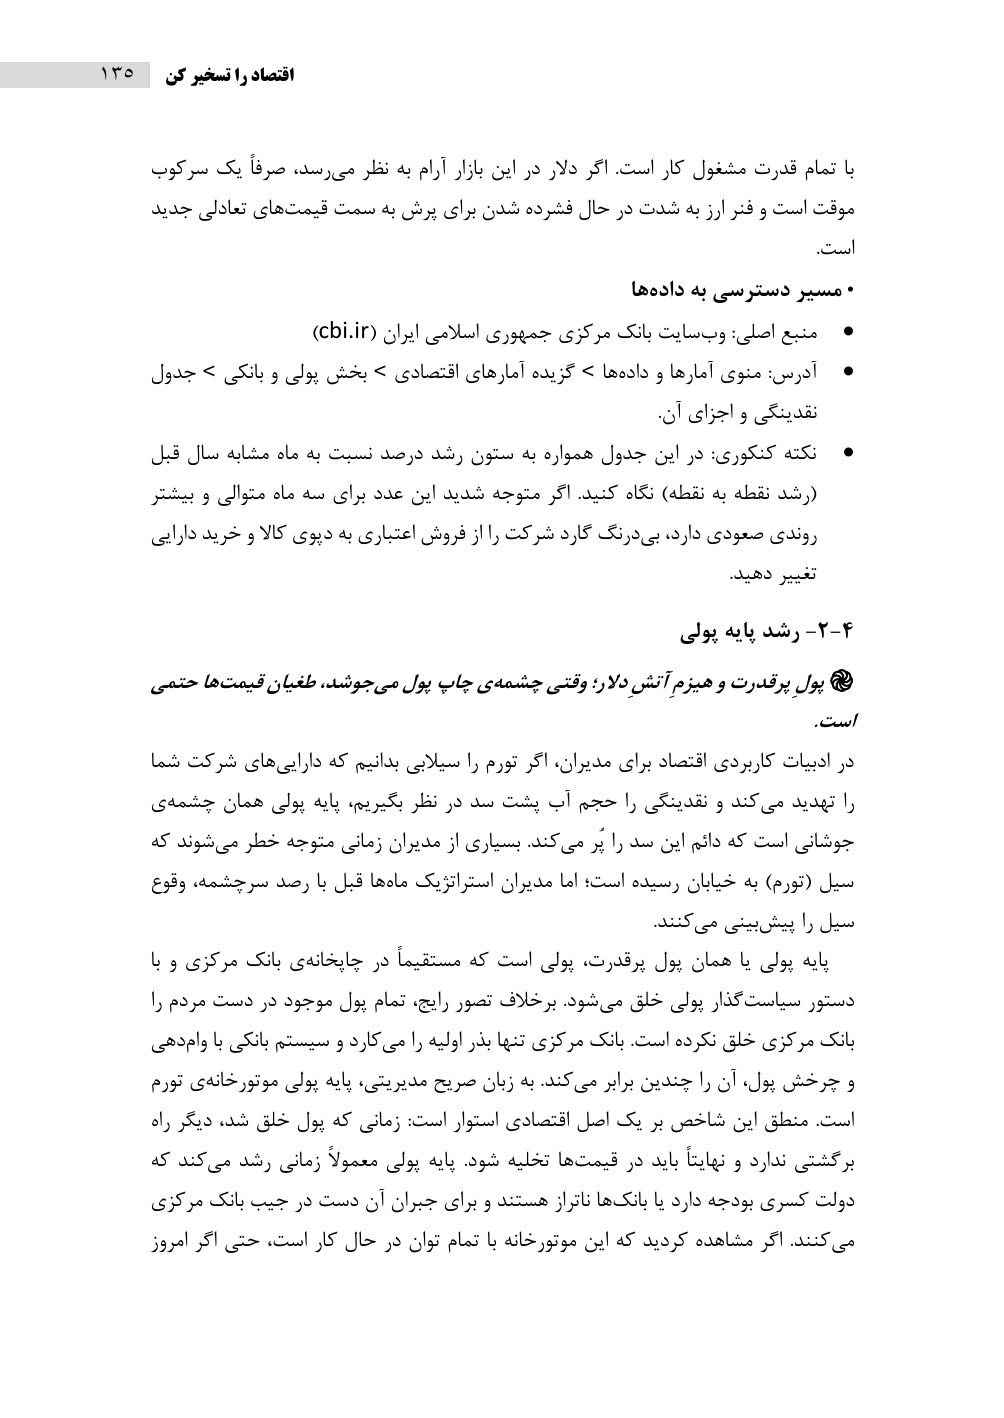 اقتصاد را تسخیر کن ۱۳۵
با تمام قدرت مشغول کار است. اگر دلار در این بازار آرام به نظر می‌رسد، صرفاً یک سرکوب
موقت است و فنر ارز به شدت در حال فشرده شدن برای پرش به سمت قیمت‌های تعادلی جدید
است.
• مسیر دسترسی به داده‌ها
● منبع اصلی: وب‌سایت بانک مرکزی جمهوری اسلامی ایران (cbi.ir)
● آدرس: منوی آمارها و داده‌ها > گزیده آمارهای اقتصادی > بخش پولی و بانکی > جدول
نقدینگی و اجزای آن.
● نکته کنکوری: در این جدول همواره به ستون رشد درصد نسبت به ماه مشابه سال قبل
(رشد نقطه به نقطه) نگاه کنید. اگر متوجه شدید این عدد برای سه ماه متوالی و بیشتر
روندی صعودی دارد، بی‌درنگ گارد شرکت را از فروش اعتباری به دپوی کالا و خرید دارایی
تغییر دهید.
۴-۲- رشد پایه پولی
پولِ پرقدرت و هیزمِ آتشِ دلار؛ وقتی چشمه‌ی چاپ پول می‌جوشد، طغیان قیمت‌ها حتمی
است.
در ادبیات کاربردی اقتصاد برای مدیران، اگر تورم را سیلابی بدانیم که دارایی‌های شرکت شما
را تهدید می‌کند و نقدینگی را حجم آب پشت سد در نظر بگیریم، پایه پولی همان چشمه‌ی
جوشانی است که دائم این سد را پُر می‌کند. بسیاری از مدیران زمانی متوجه خطر می‌شوند که
سیل (تورم) به خیابان رسیده است؛ اما مدیران استراتژیک ماه‌ها قبل با رصد سرچشمه، وقوع
سیل را پیش‌بینی می‌کنند.
پایه پولی یا همان پول پرقدرت، پولی است که مستقیماً در چاپخانه‌ی بانک مرکزی و با
دستور سیاست‌گذار پولی خلق می‌شود. برخلاف تصور رایج، تمام پول موجود در دست مردم را
بانک مرکزی خلق نکرده است. بانک مرکزی تنها بذر اولیه را می‌کارد و سیستم بانکی با وام‌دهی
و چرخش پول، آن را چندین برابر می‌کند. به زبان صریح مدیریتی، پایه پولی موتورخانه‌ی تورم
است. منطق این شاخص بر یک اصل اقتصادی استوار است: زمانی که پول خلق شد، دیگر راه
برگشتی ندارد و نهایتاً باید در قیمت‌ها تخلیه شود. پایه پولی معمولاً زمانی رشد می‌کند که
دولت کسری بودجه دارد یا بانک‌ها ناتراز هستند و برای جبران آن دست در جیب بانک مرکزی
می‌کنند. اگر مشاهده کردید که این موتورخانه با تمام توان در حال کار است، حتی اگر امروز